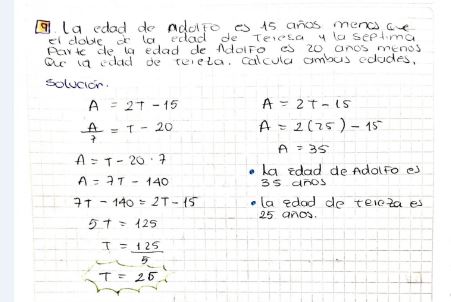 9 La edad de Adolfo es 15 años menos que
el doble de la edad de Teresa y la septima
Parte de la edad de Adolfo es 20 años menos
Que la edad de tereza. Calcula ambas edades.
Solución.
A = 2T - 15
A/7 = T - 20
A = T - 20 · 7
A = 7T - 140
7T - 140 = 2T - 15
5T = 125
T = 125/5
T = 25
A = 2T - 15
A = 2(25) - 15
A = 35
• La edad de Adolfo es
35 años
• la edad de tereza es
25 años.